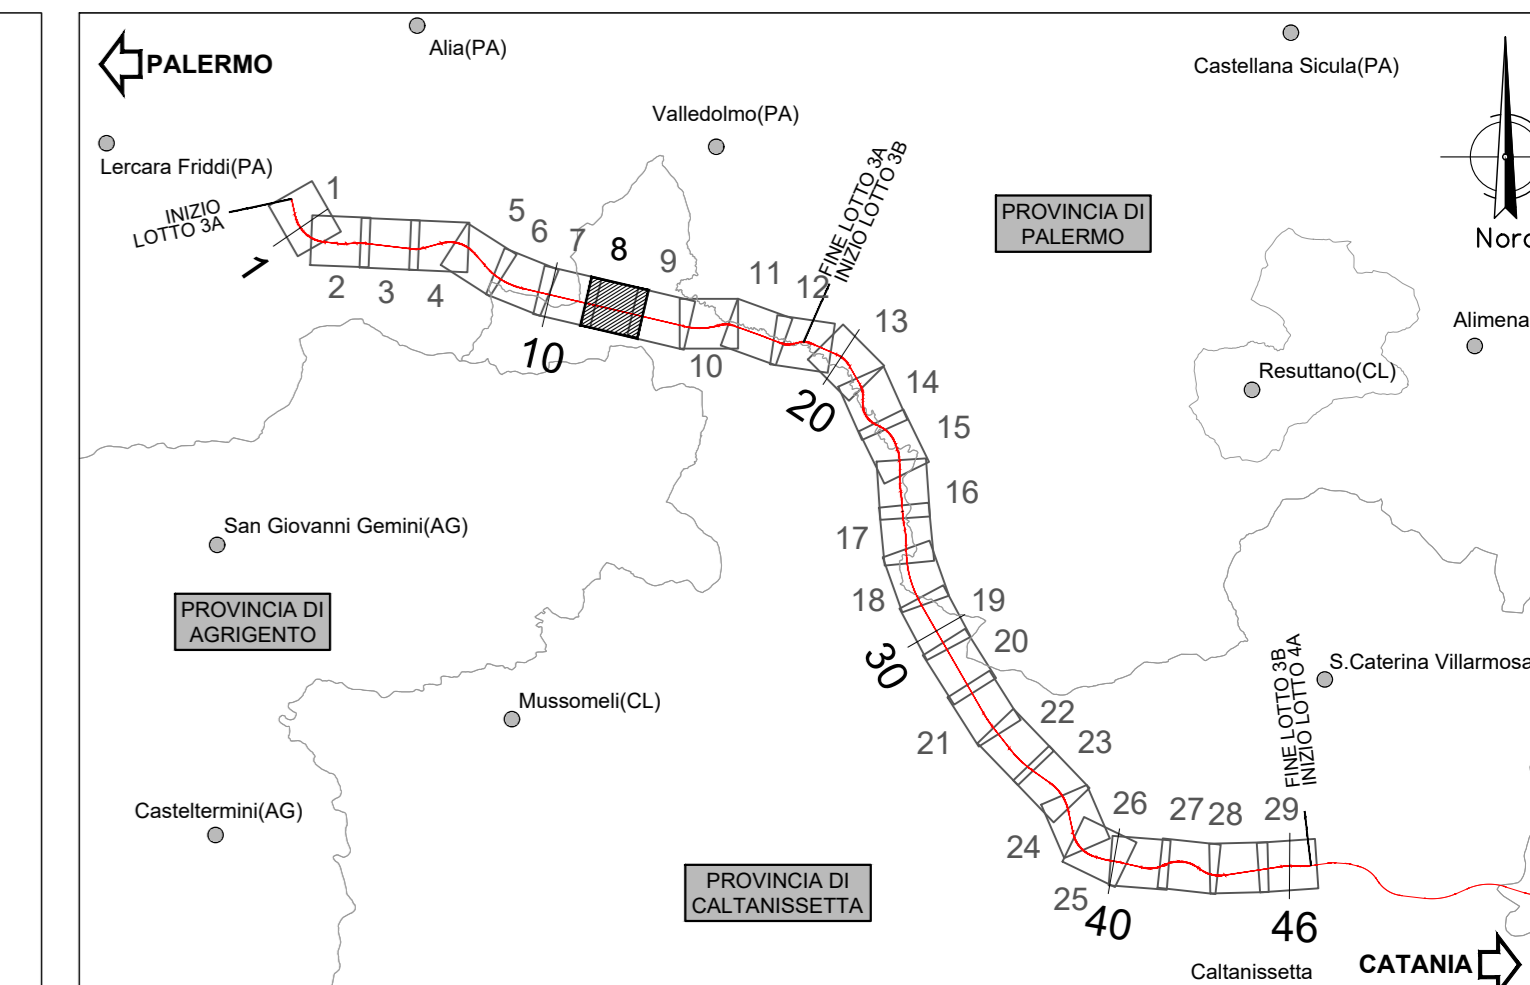 PALERMO
Alia(PA)
Castellana Sicula(PA)
Valledolmo(PA)
Lercara Friddi(PA)
INIZIO
LOTTO 3A
FINE LOTTO 3A
INIZIO LOTTO 3B
PROVINCIA DI
PALERMO
Nord
1
1
2
3
4
5
6
7
8
9
10
10
11
12
13
20
14
15
16
17
18
19
20
30
21
22
23
24
25
26
27
28
29
40
46
Alimena
Resuttano(CL)
San Giovanni Gemini(AG)
PROVINCIA DI
AGRIGENTO
Mussomeli(CL)
S.Caterina Villarmosa
FINE LOTTO 3B
INIZIO LOTTO 4A
Casteltermini(AG)
PROVINCIA DI
CALTANISSETTA
Caltanissetta
CATANIA